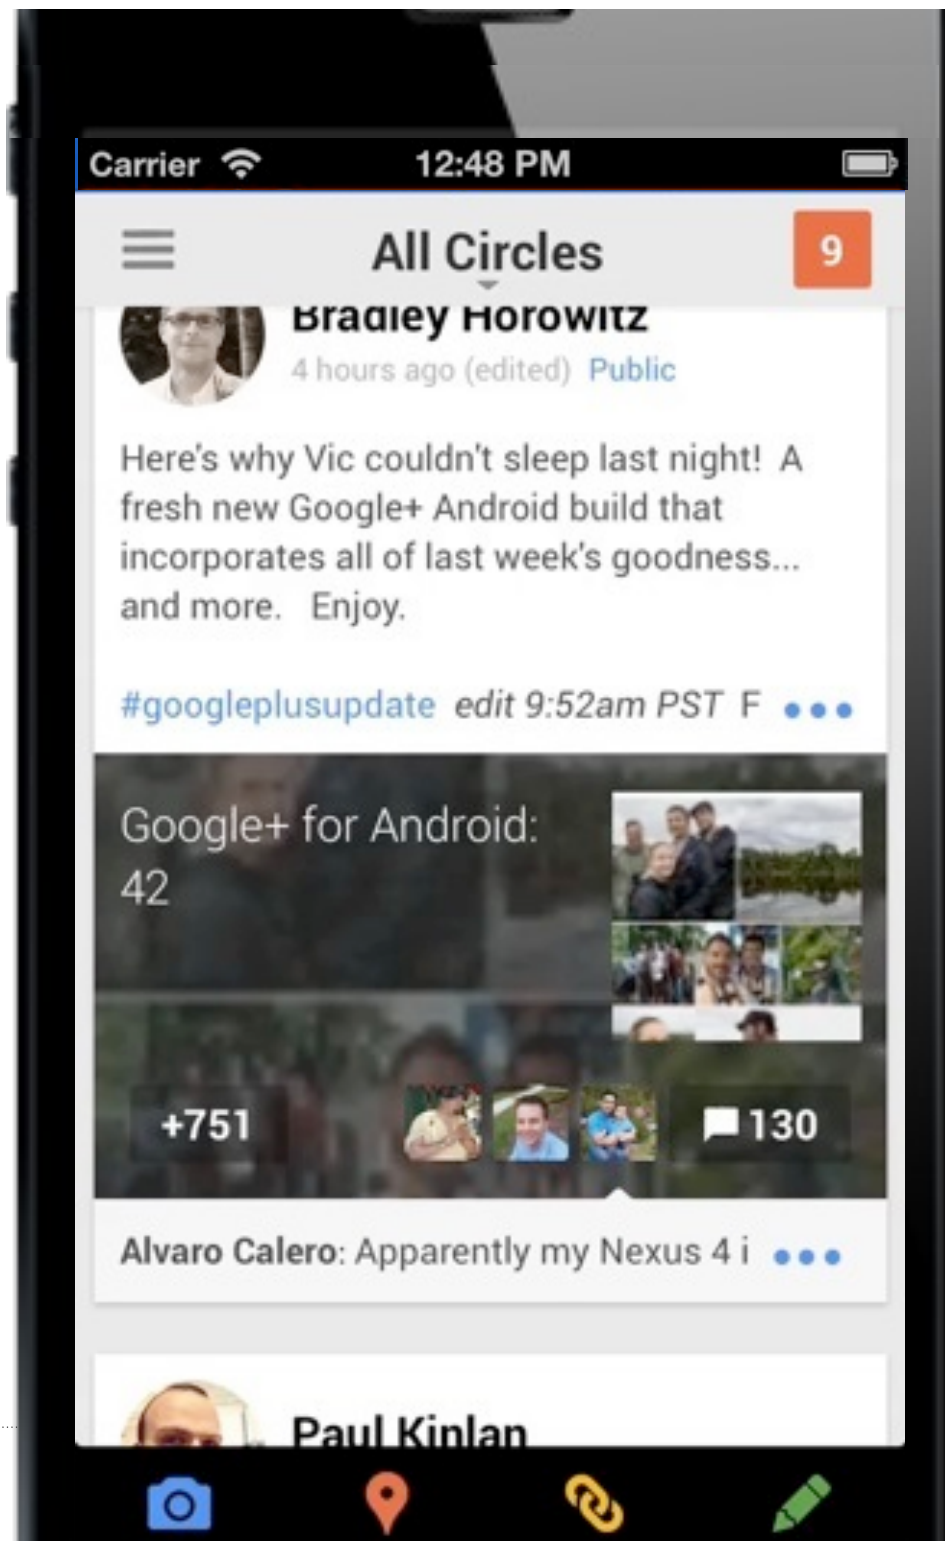 Carrier 12:48 PM
All Circles 9
Bradley Horowitz
4 hours ago (edited) Public
Here's why Vic couldn't sleep last night! A
fresh new Google+ Android build that
incorporates all of last week's goodness...
and more. Enjoy.
#googleplusupdate edit 9:52am PST F •••
Google+ for Android:
42
+751 130
Alvaro Calero: Apparently my Nexus 4 i •••
Paul Kinlan